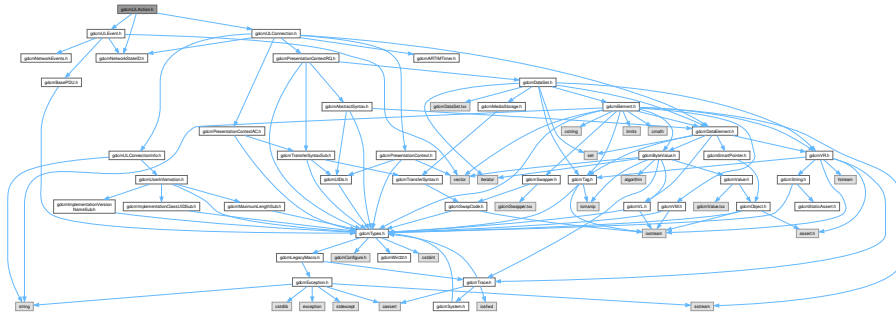 gdcmULAction.h
gdcmULEvent.h
gdcmULConnection.h
gdcmNetworkEvents.h
gdcmNetworkStateID.h
gdcmPresentationContextRQ.h
gdcmARTIMTimer.h
gdcmBasePDU.h
gdcmDataSet.h
gdcmAbstractSyntax.h
gdcmDataSet.txx
gdcmMediaStorage.h
gdcmElement.h
gdcmPresentationContextAC.h
cstring
limits
cmath
gdcmDataElement.h
gdcmULConnectionInfo.h
gdcmTransferSyntaxSub.h
gdcmPresentationContext.h
set
gdcmByteValue.h
gdcmSmartPointer.h
gdcmVR.h
gdcmUserInformation.h
gdcmUIDs.h
gdcmTransferSyntax.h
vector
iterator
gdcmSwapper.h
gdcmTag.h
algorithm
gdcmValue.h
gdcmString.h
fstream
gdcmImplementationVersion
NameSub.h
gdcmImplementationClassUIDSub.h
gdcmMaximumLengthSub.h
gdcmSwapCode.h
gdcmSwapper.txx
iomanip
gdcmVL.h
gdcmVM.h
gdcmValue.txx
gdcmObject.h
gdcmStaticAssert.h
gdcmTypes.h
iostream
assert.h
gdcmLegacyMacro.h
gdcmConfigure.h
gdcmWin32.h
cstdint
gdcmException.h
gdcmTrace.h
string
cstdlib
exception
stdexcept
cassert
gdcmSystem.h
iosfwd
sstream